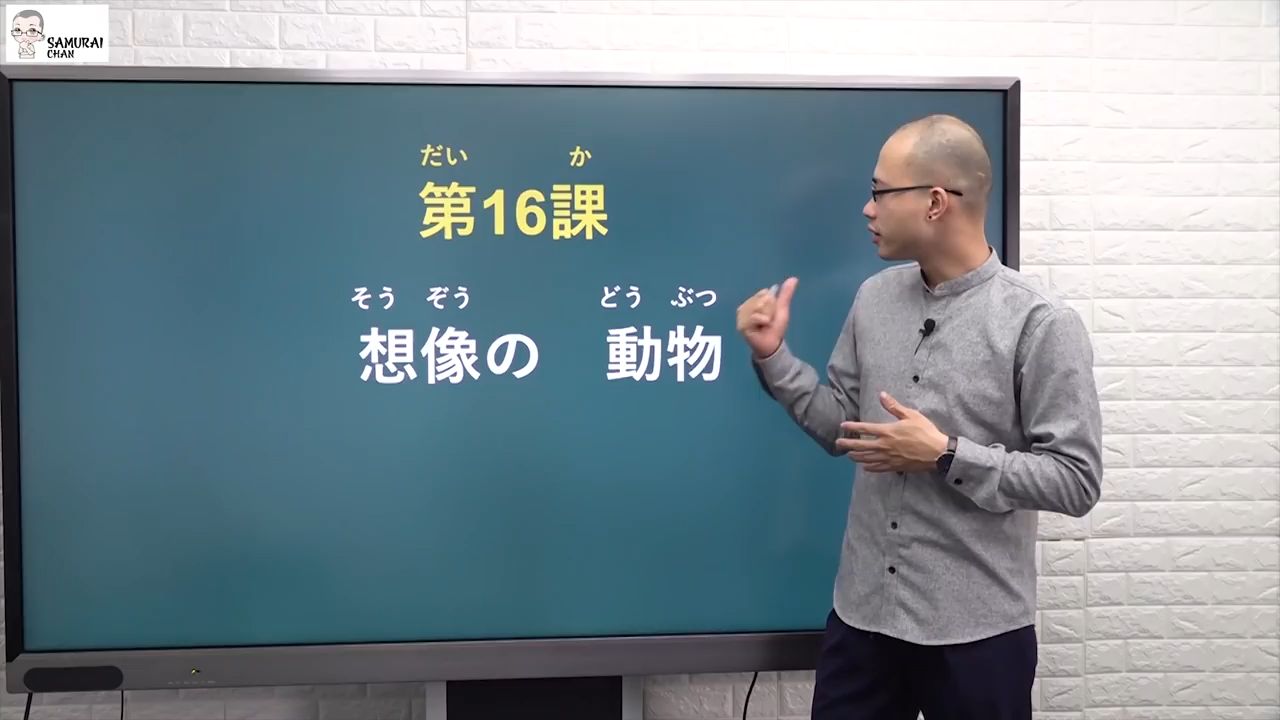 SAMURAI
CHAN
だい か
第16課
そう ぞう どう ぶつ
想像の 動物